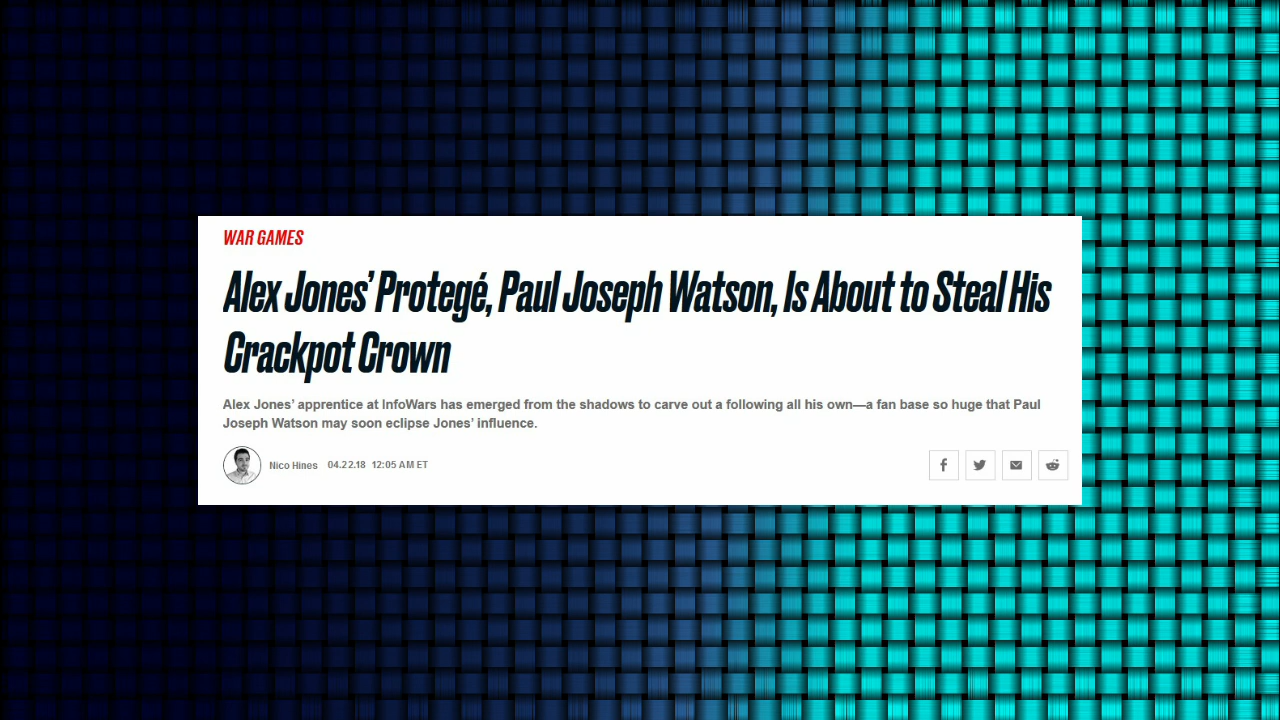 WAR GAMES
Alex Jones’ Protegé, Paul Joseph Watson, Is About to Steal His
Crackpot Crown
Alex Jones’ apprentice at InfoWars has emerged from the shadows to carve out a following all his own—a fan base so huge that Paul
Joseph Watson may soon eclipse Jones’ influence.
Nico Hines 04.22.18 12:05 AM ET